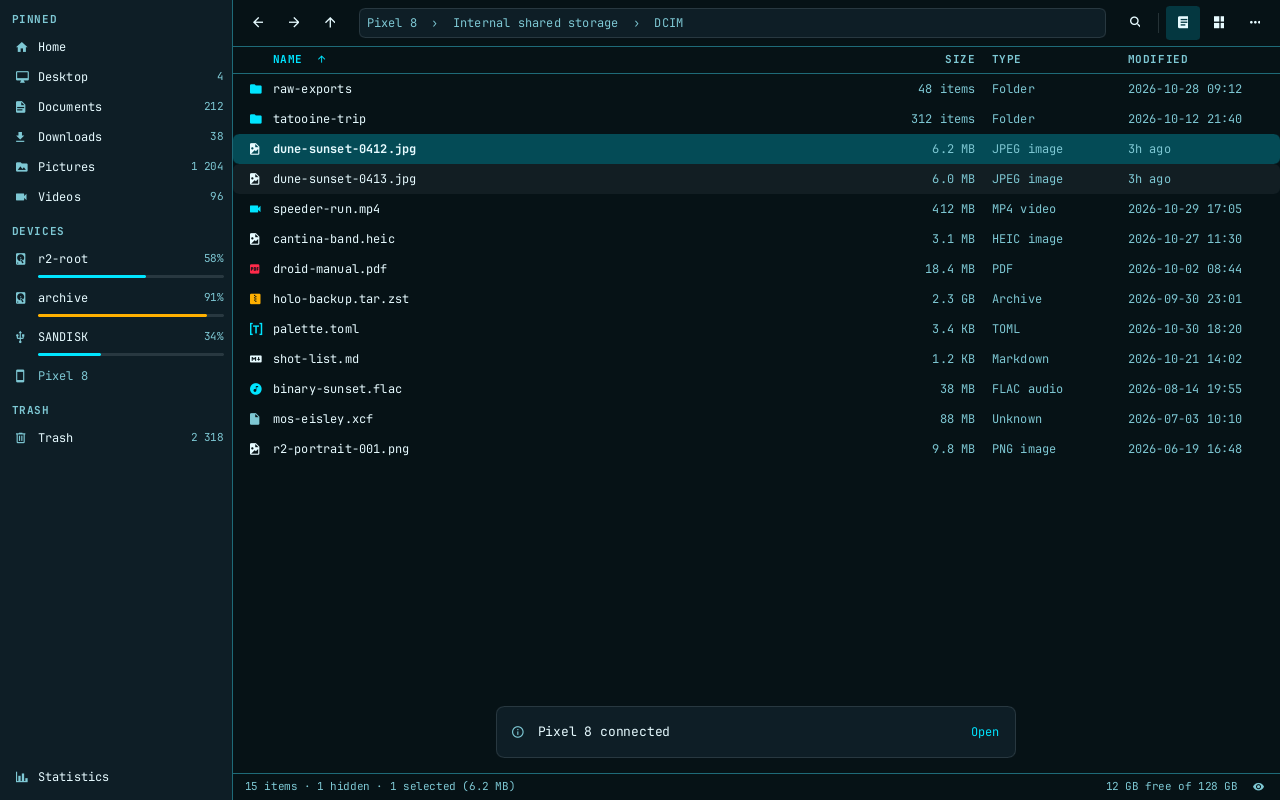 PINNED
Home
Desktop 4
Documents 212
Downloads 38
Pictures 1 204
Videos 96
DEVICES
r2-root 58%
archive 91%
SANDISK 34%
Pixel 8
TRASH
Trash 2 318
Statistics
Pixel 8 › Internal shared storage › DCIM
NAME ↑ SIZE TYPE MODIFIED
raw-exports 48 items Folder 2026-10-28 09:12
tatooine-trip 312 items Folder 2026-10-12 21:40
dune-sunset-0412.jpg 6.2 MB JPEG image 3h ago
dune-sunset-0413.jpg 6.0 MB JPEG image 3h ago
speeder-run.mp4 412 MB MP4 video 2026-10-29 17:05
cantina-band.heic 3.1 MB HEIC image 2026-10-27 11:30
droid-manual.pdf 18.4 MB PDF 2026-10-02 08:44
holo-backup.tar.zst 2.3 GB Archive 2026-09-30 23:01
palette.toml 3.4 KB TOML 2026-10-30 18:20
shot-list.md 1.2 KB Markdown 2026-10-21 14:02
binary-sunset.flac 38 MB FLAC audio 2026-08-14 19:55
mos-eisley.xcf 88 MB Unknown 2026-07-03 10:10
r2-portrait-001.png 9.8 MB PNG image 2026-06-19 16:48
Pixel 8 connected Open
15 items · 1 hidden · 1 selected (6.2 MB) 12 GB free of 128 GB